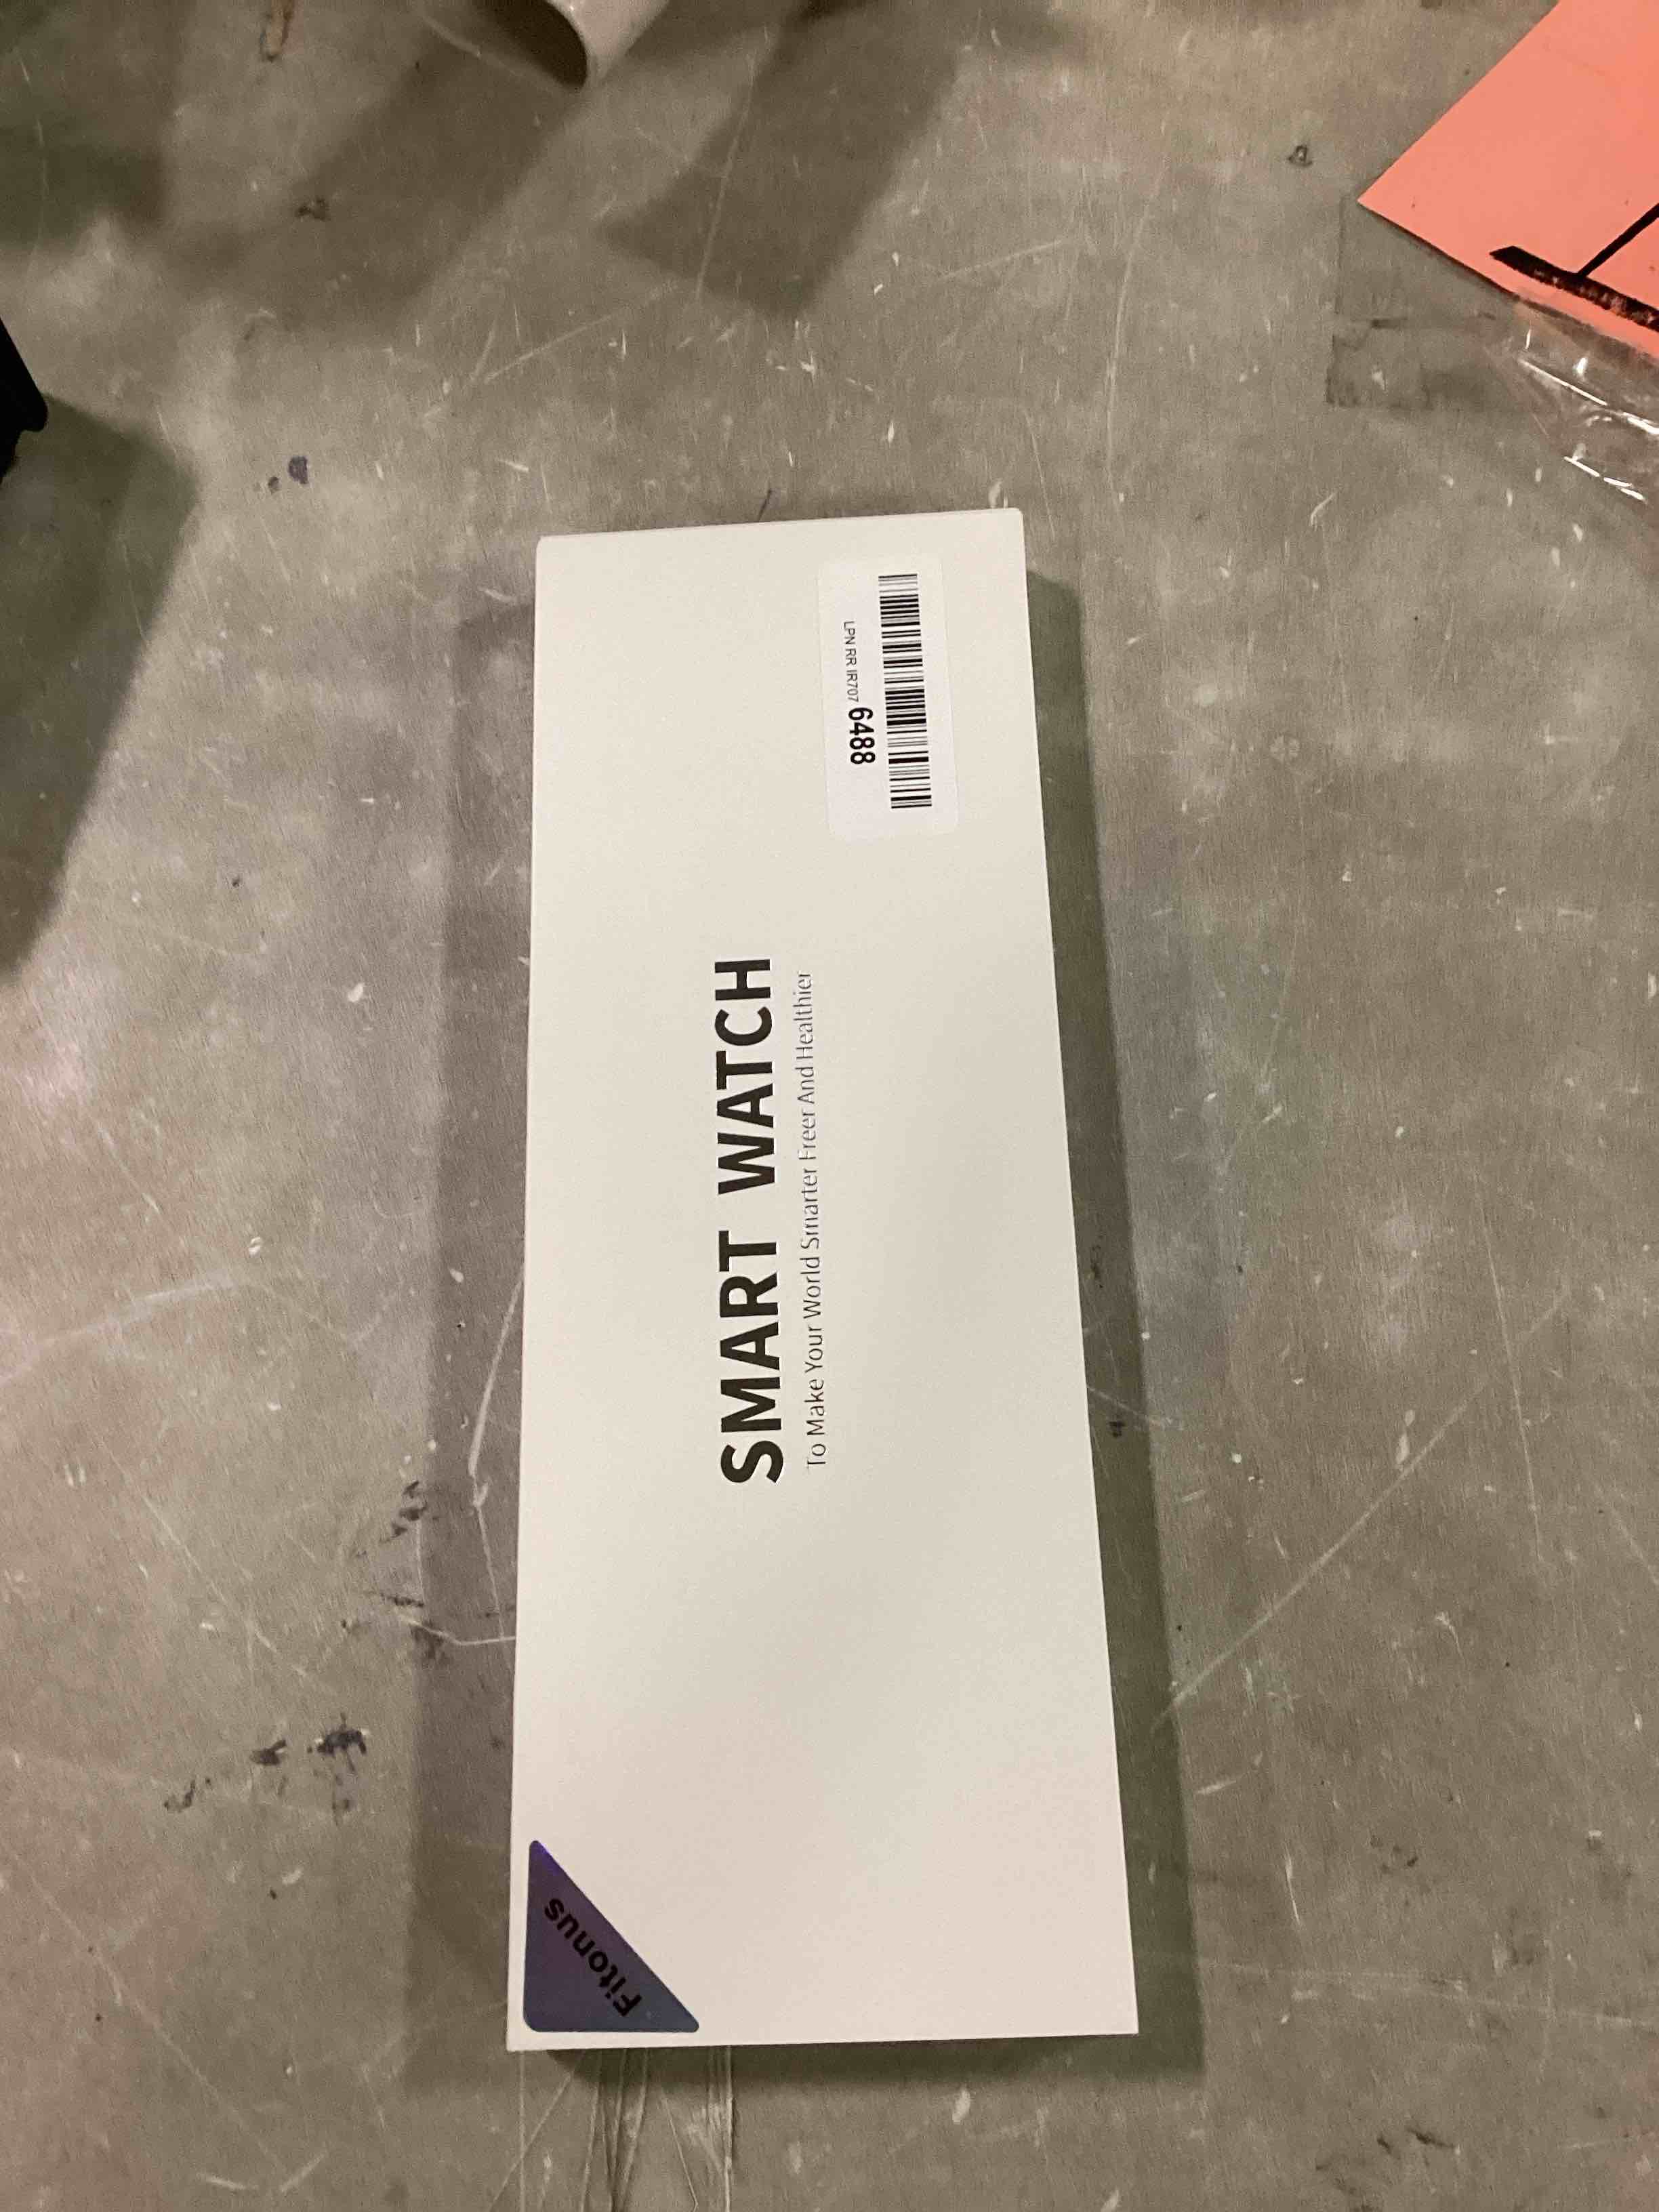 Fitonus
SMART WATCH
To Make Your World Smarter Freer And Healthier
LPN RR IR707 6488